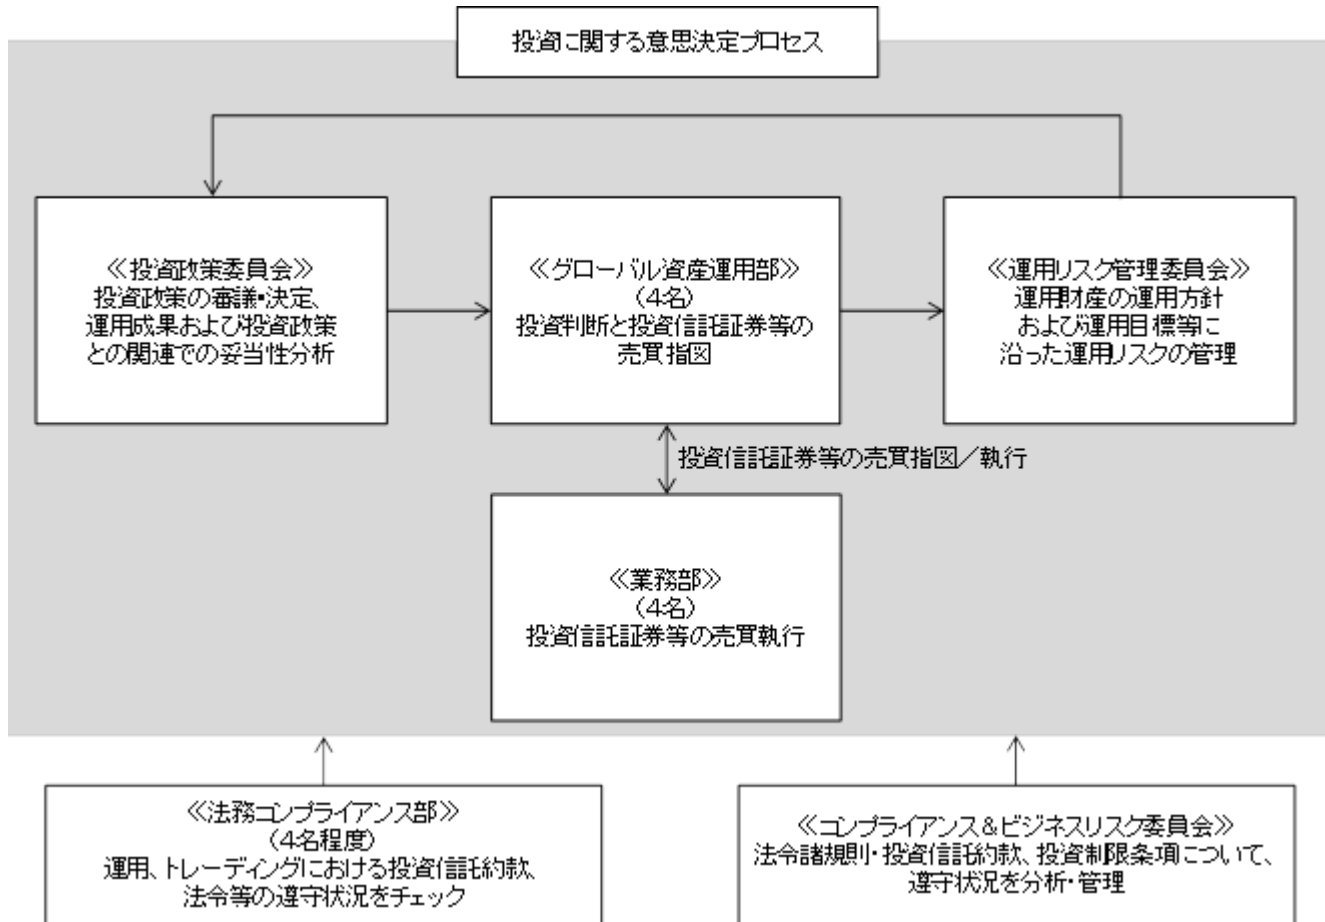 投資に関する意思決定プロセス
≪投資政策委員会≫
投資政策の審議・決定、
運用成果および投資政策
との関連での妥当性分析
≪グローバル資産運用部≫
(4名)
投資判断と投資信託証券等の
売買指図
≪運用リスク管理委員会≫
運用財産の運用方針
および運用目標等に
沿った運用リスクの管理
投資信託証券等の売買指図/執行
≪業務部≫
(4名)
投資信託証券等の売買執行
≪法務コンプライアンス部≫
(4名程度)
運用、トレーディングにおける投資信託約款、
法令等の遵守状況をチェック
≪コンプライアンス&ビジネスリスク委員会≫
法令諸規則・投資信託約款、投資制限条項について、
遵守状況を分析・管理